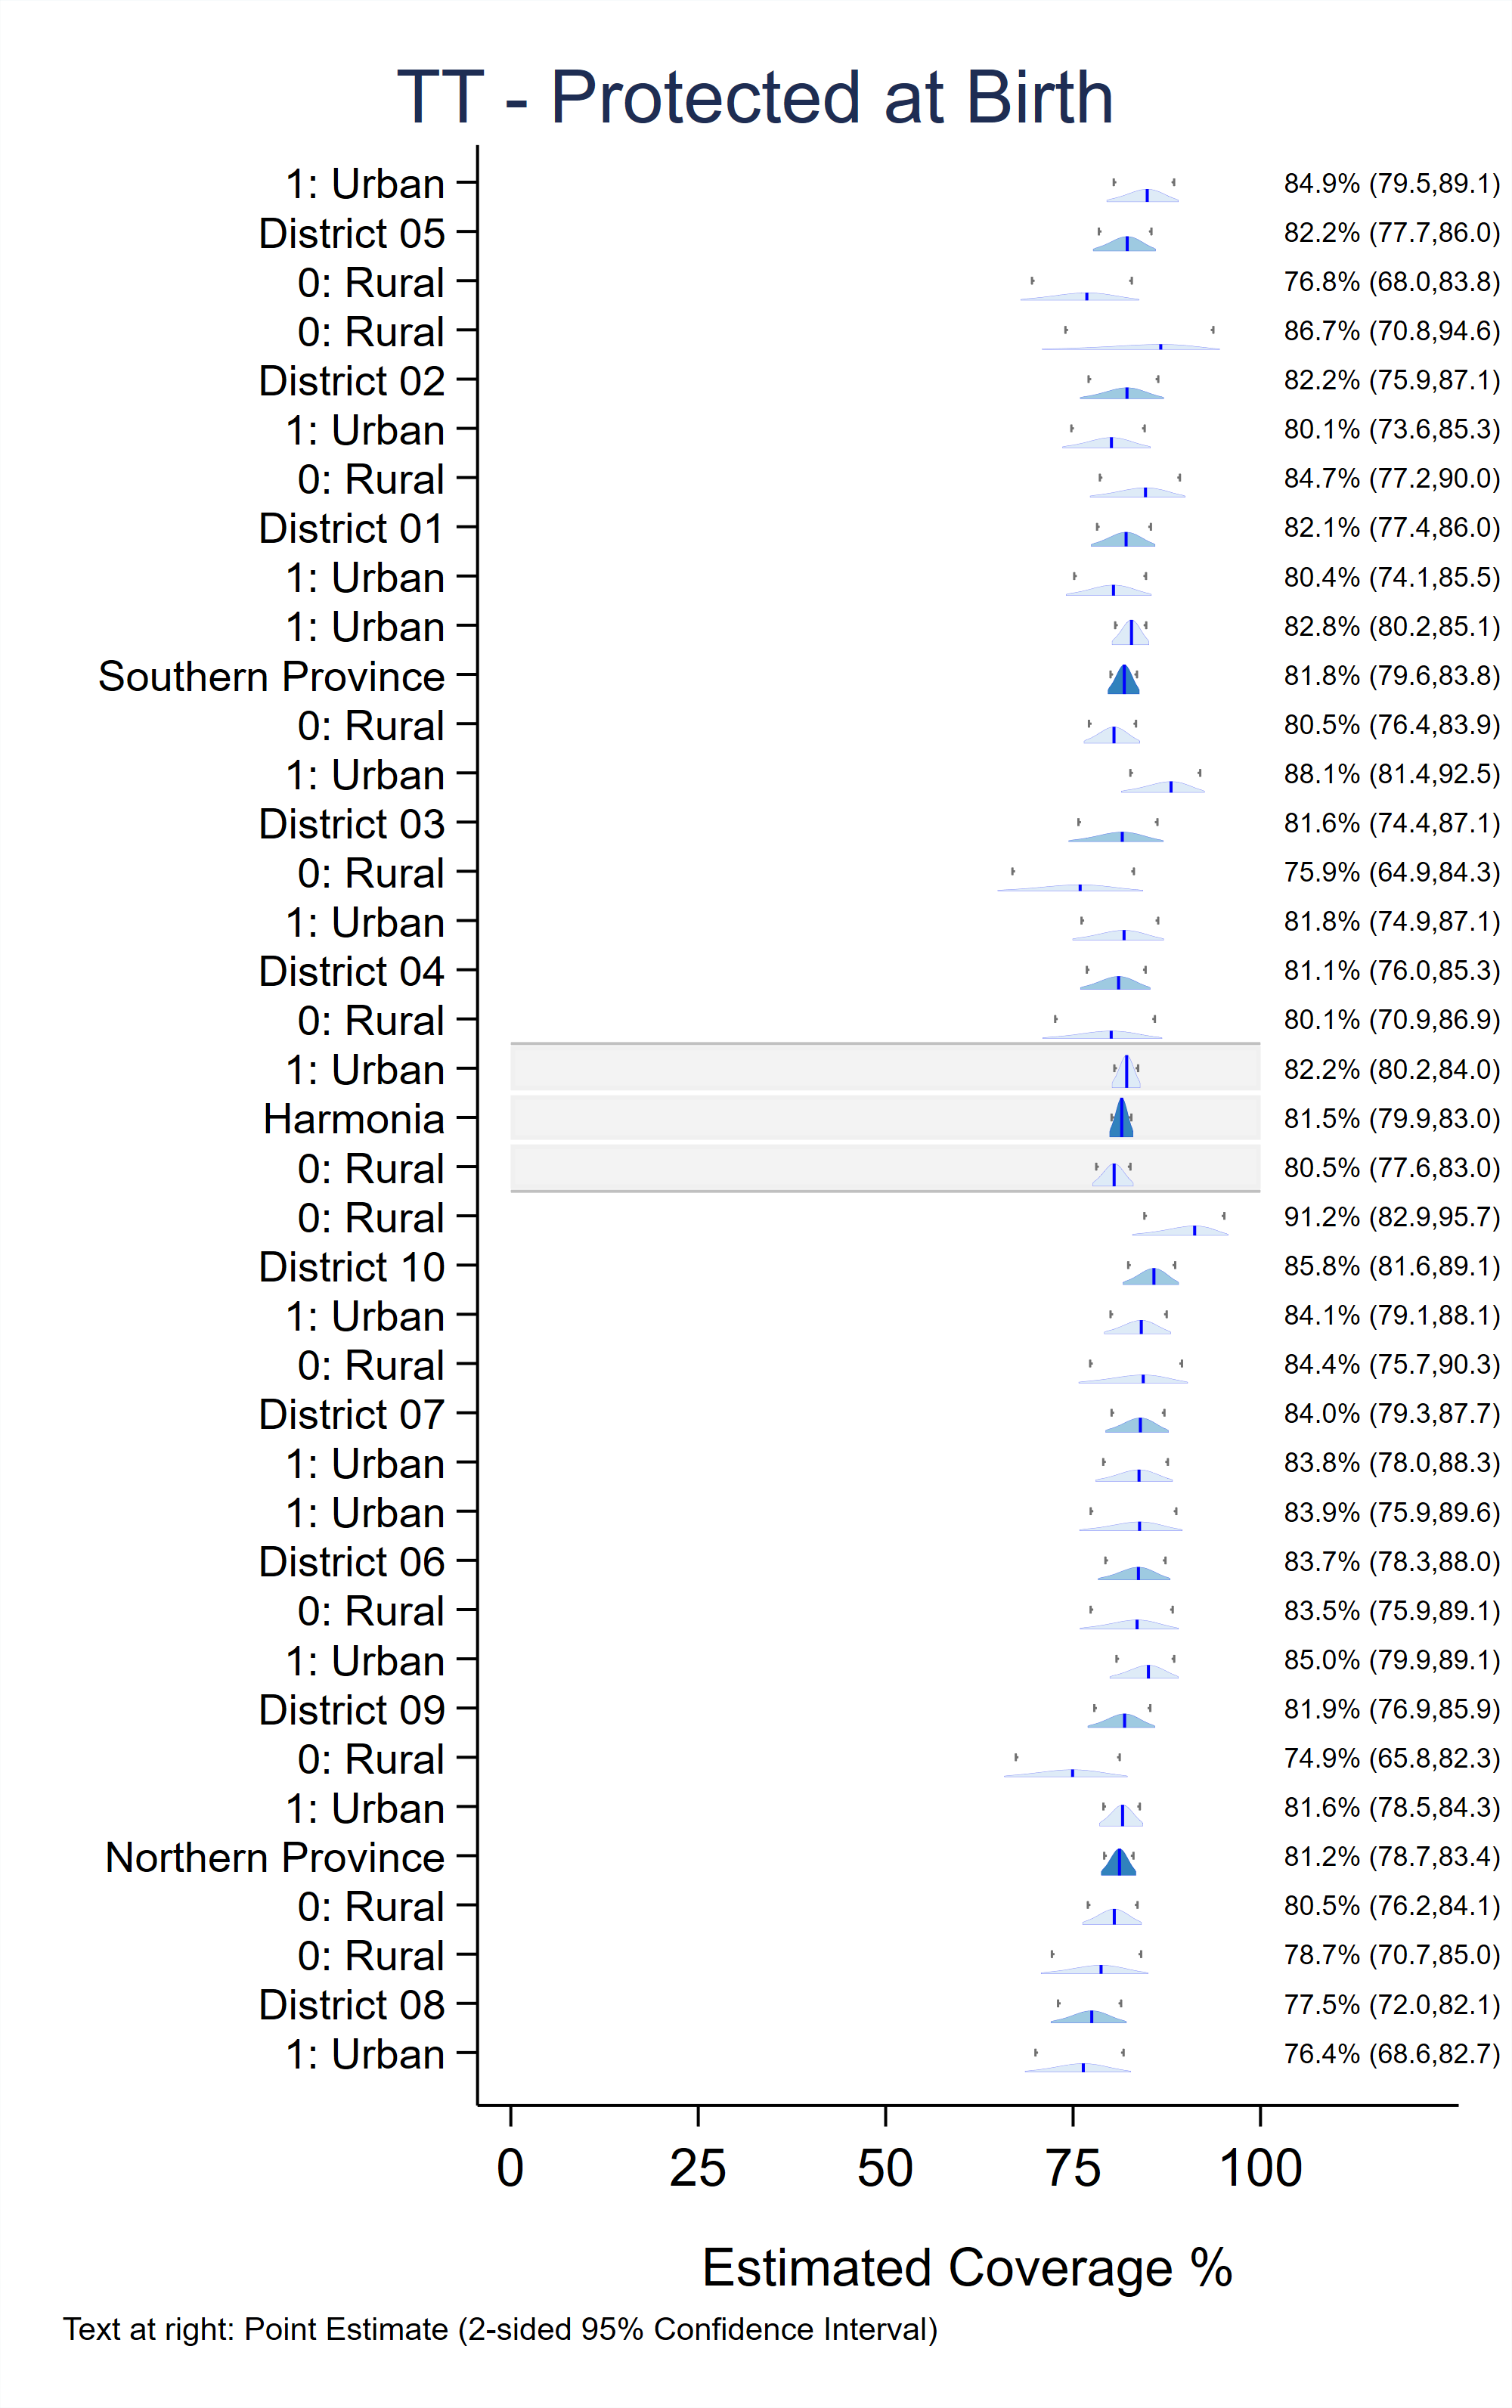 TT - Protected at Birth
1: Urban 84.9% (79.5,89.1)
District 05 82.2% (77.7,86.0)
0: Rural 76.8% (68.0,83.8)
0: Rural 86.7% (70.8,94.6)
District 02 82.2% (75.9,87.1)
1: Urban 80.1% (73.6,85.3)
0: Rural 84.7% (77.2,90.0)
District 01 82.1% (77.4,86.0)
1: Urban 80.4% (74.1,85.5)
1: Urban 82.8% (80.2,85.1)
Southern Province 81.8% (79.6,83.8)
0: Rural 80.5% (76.4,83.9)
1: Urban 88.1% (81.4,92.5)
District 03 81.6% (74.4,87.1)
0: Rural 75.9% (64.9,84.3)
1: Urban 81.8% (74.9,87.1)
District 04 81.1% (76.0,85.3)
0: Rural 80.1% (70.9,86.9)
1: Urban 82.2% (80.2,84.0)
Harmonia 81.5% (79.9,83.0)
0: Rural 80.5% (77.6,83.0)
0: Rural 91.2% (82.9,95.7)
District 10 85.8% (81.6,89.1)
1: Urban 84.1% (79.1,88.1)
0: Rural 84.4% (75.7,90.3)
District 07 84.0% (79.3,87.7)
1: Urban 83.8% (78.0,88.3)
1: Urban 83.9% (75.9,89.6)
District 06 83.7% (78.3,88.0)
0: Rural 83.5% (75.9,89.1)
1: Urban 85.0% (79.9,89.1)
District 09 81.9% (76.9,85.9)
0: Rural 74.9% (65.8,82.3)
1: Urban 81.6% (78.5,84.3)
Northern Province 81.2% (78.7,83.4)
0: Rural 80.5% (76.2,84.1)
0: Rural 78.7% (70.7,85.0)
District 08 77.5% (72.0,82.1)
1: Urban 76.4% (68.6,82.7)
0 25 50 75 100
Estimated Coverage %
Text at right: Point Estimate (2-sided 95% Confidence Interval)